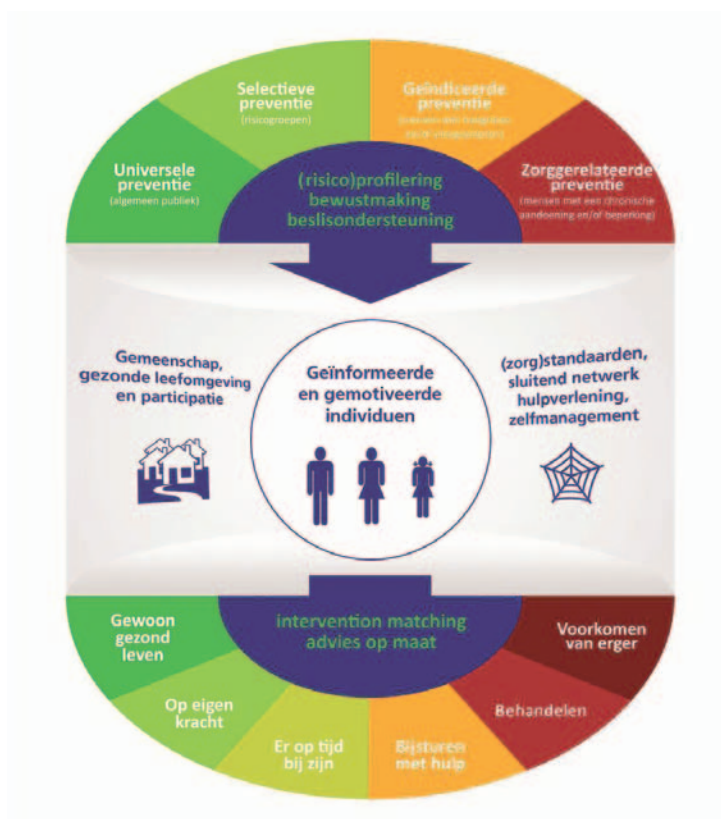 Selectieve
preventie
(risicogroepen)
Geïndiceerde
preventie
Universele
preventie
(algemeen publiek)
(risico)profilering
bewustmaking
beslisondersteuning
Zorggerelateerde
preventie
(mensen met een chronische
aandoening en/of beperking)
Gemeenschap,
gezonde leefomgeving
en participatie
Geïnformeerde
en gemotiveerde
individuen
(zorg)standaarden,
sluitend netwerk
hulpverlening,
zelfmanagement
Gewoon
gezond
leven
intervention matching
advies op maat
Voorkomen
van erger
Op eigen
kracht
Er op tijd
bij zijn
Bijsturen
met hulp
Behandelen